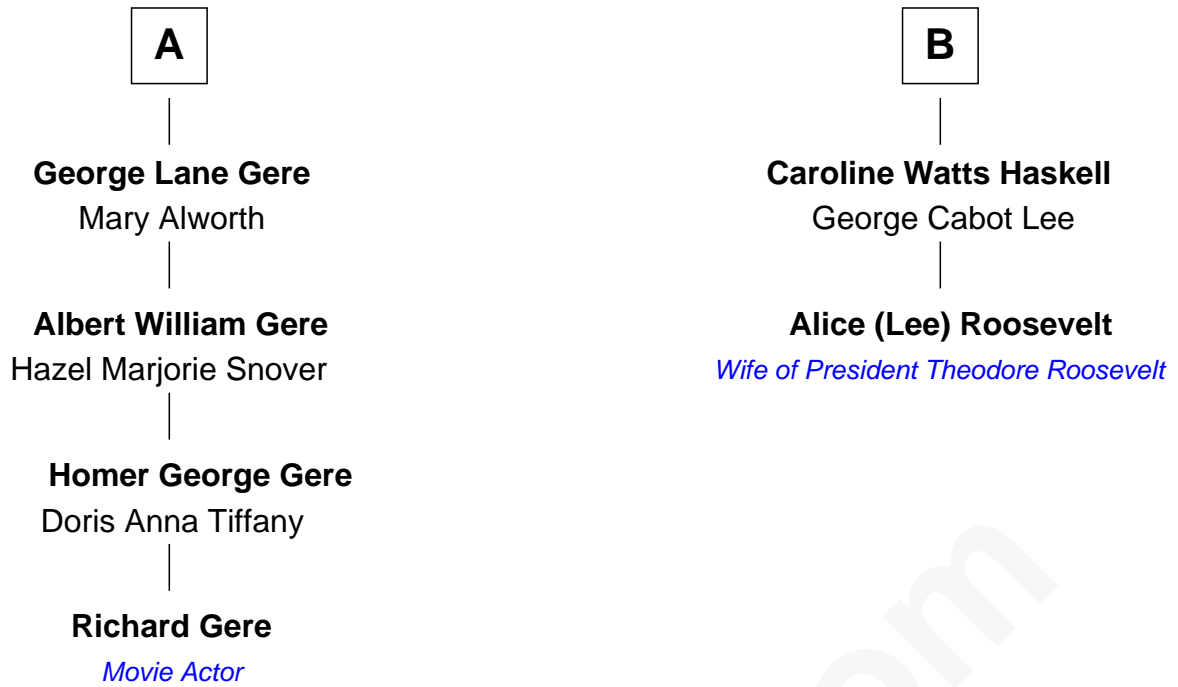 A
George Lane Gere
Mary Alworth
Albert William Gere
Hazel Marjorie Snover
Homer George Gere
Doris Anna Tiffany
Richard Gere
Movie Actor
B
Caroline Watts Haskell
George Cabot Lee
Alice (Lee) Roosevelt
Wife of President Theodore Roosevelt
om